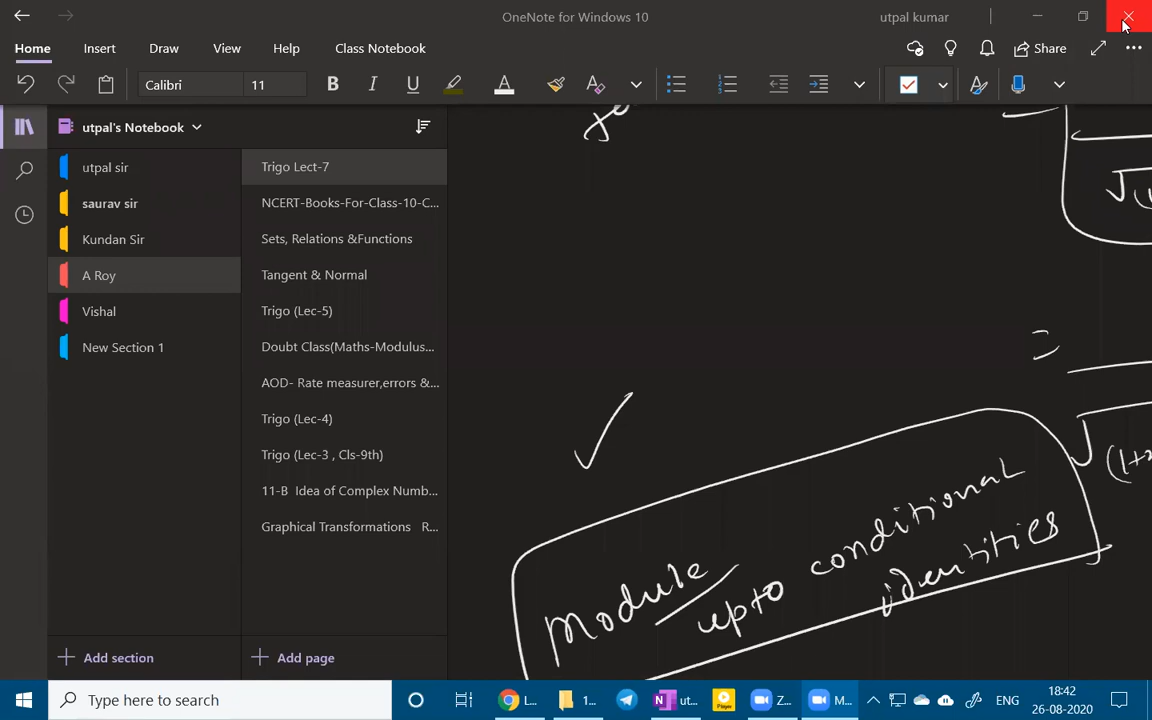 OneNote for Windows 10
utpal kumar
Home
Insert
Draw
View
Help
Class Notebook
Share
Calibri
11
B
I
U
A
utpal's Notebook
utpal sir
saurav sir
Kundan Sir
A Roy
Vishal
New Section 1
Trigo Lect-7
NCERT-Books-For-Class-10-C...
Sets, Relations &Functions
Tangent & Normal
Trigo (Lec-5)
Doubt Class(Maths-Modulus...
AOD- Rate measurer,errors &...
Trigo (Lec-4)
Trigo (Lec-3 , Cls-9th)
11-B Idea of Complex Numb...
Graphical Transformations R...
=
√(1+
Module upto conditional
identities
Add section
Add page
Type here to search
L...
1...
ut...
Player
Z...
M...
ENG
18:42
26-08-2020